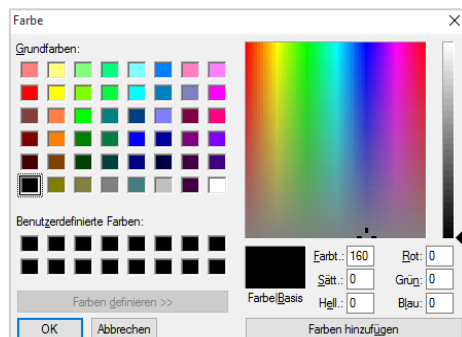 Farbe
Grundfarben:
Benutzerdefinierte Farben:
Farben definieren >>
OK Abbrechen
Farbe|Basis
Farbt.: 160 Rot: 0
Sätt.: 0 Grün: 0
Hell.: 0 Blau: 0
Farben hinzufügen